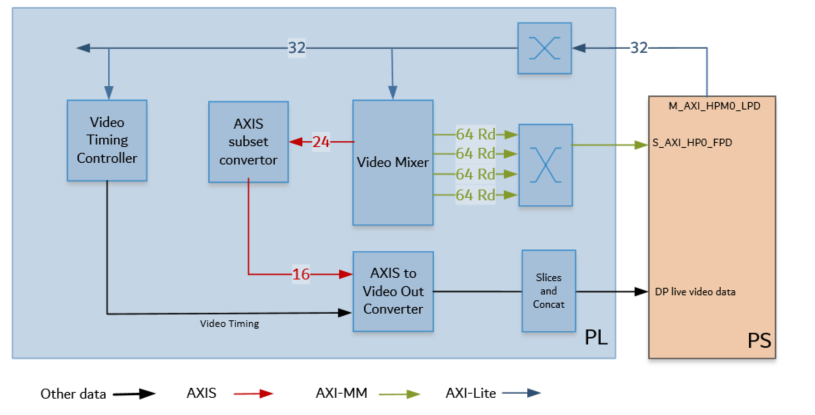 32
32
M_AXI_HPM0_LPD
Video
Timing
Controller
AXIS
subset
convertor
24
Video Mixer
64 Rd
64 Rd
64 Rd
64 Rd
S_AXI_HP0_FPD
16
AXIS to
Video Out
Converter
Slices
and
Concat
DP live video data
Video Timing
PL
PS
Other data
AXIS
AXI-MM
AXI-Lite